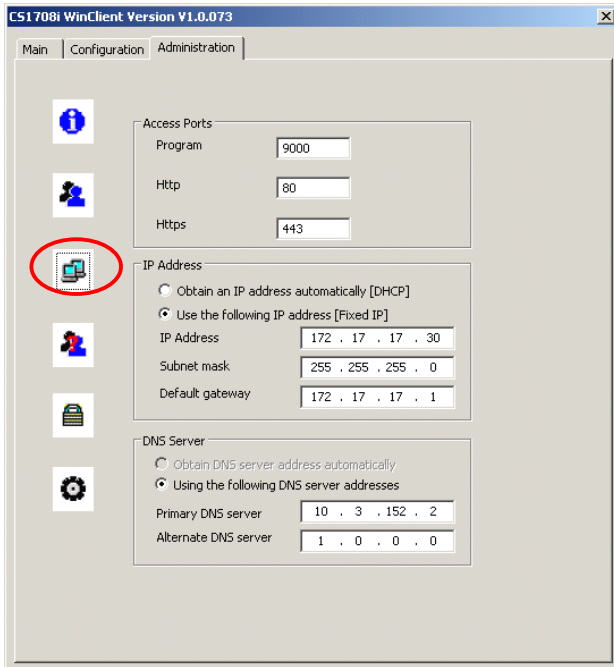 CS1708i WinClient Version V1.0.073
Main Configuration Administration
Access Ports
Program 9000
Http 80
Https 443
IP Address
Obtain an IP address automatically [DHCP]
Use the following IP address [Fixed IP]
IP Address 172 . 17 . 17 . 30
Subnet mask 255 . 255 . 255 . 0
Default gateway 172 . 17 . 17 . 1
DNS Server
Obtain DNS server address automatically
Using the following DNS server addresses
Primary DNS server 10 . 3 . 152 . 2
Alternate DNS server 1 . 0 . 0 . 0